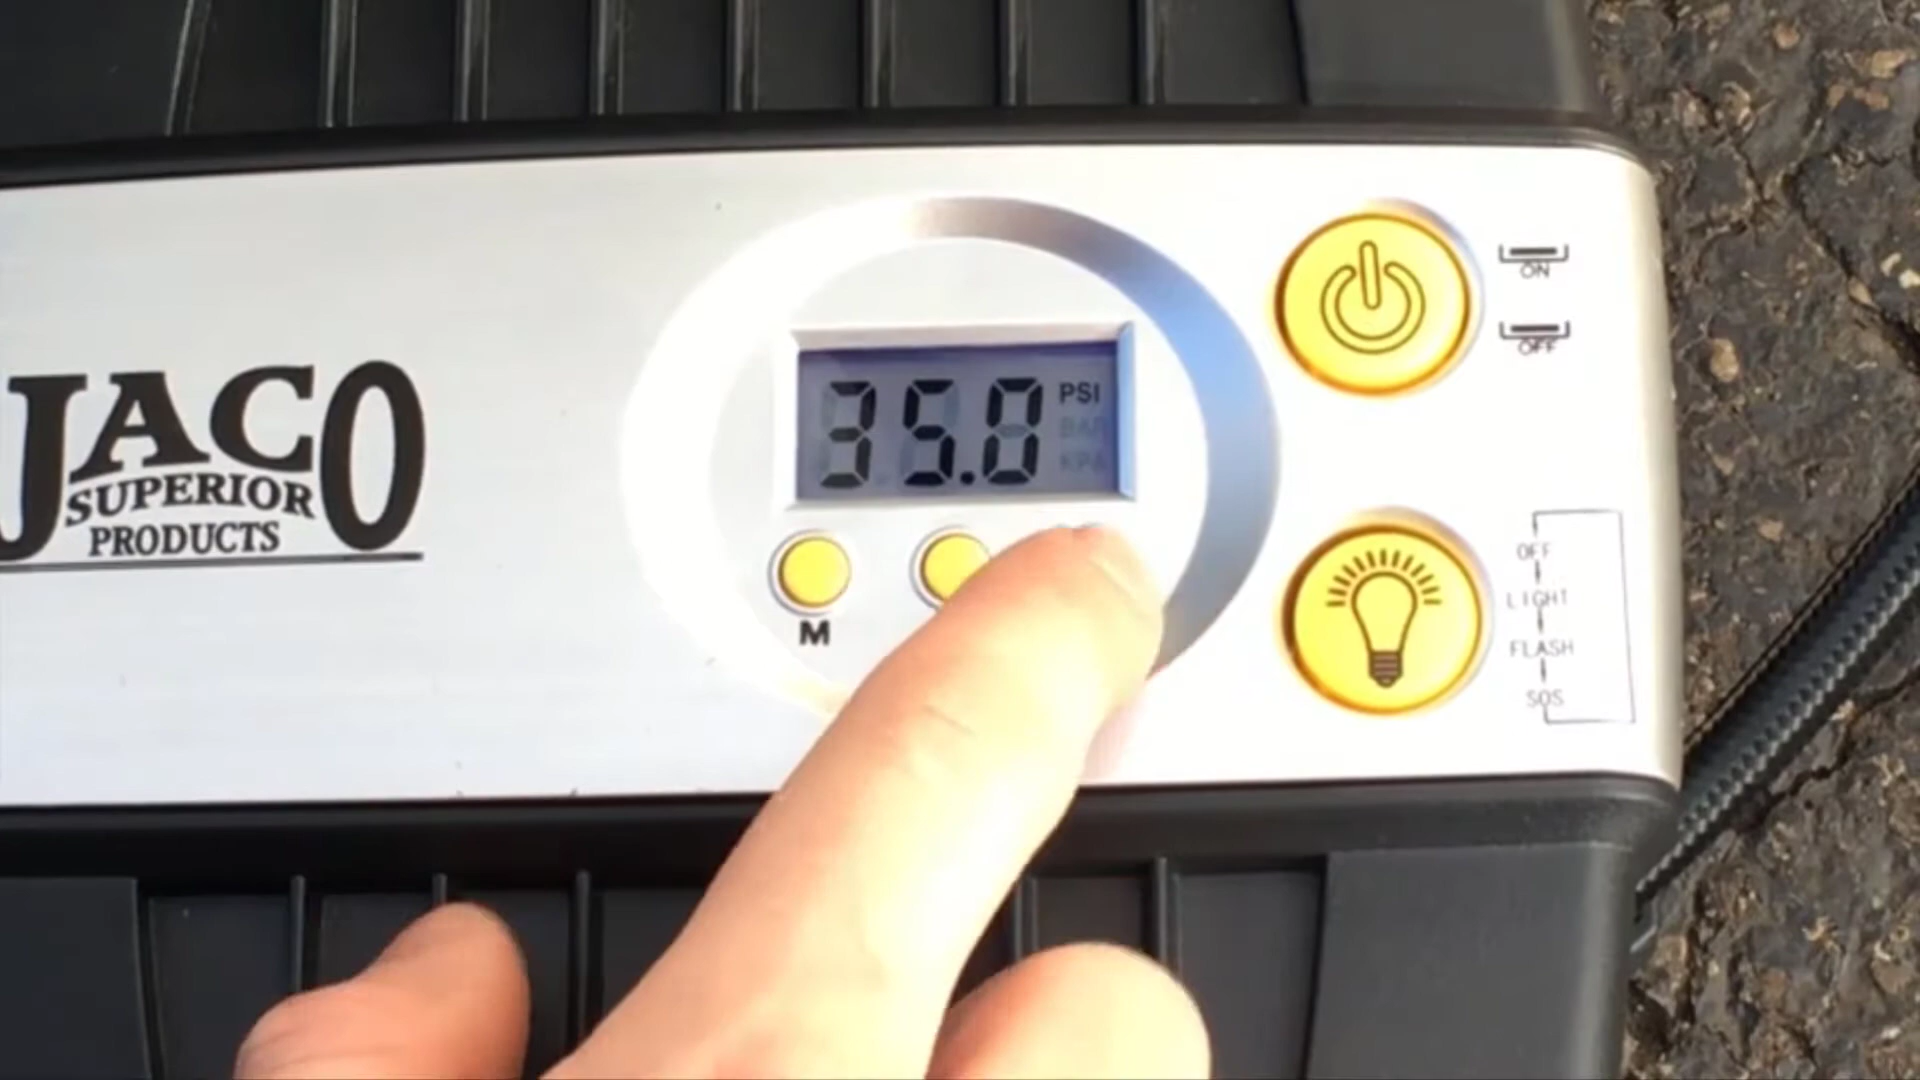 JACO
SUPERIOR
PRODUCTS
35.0 PSI
BAR
KPA
M
ON
OFF
OFF
LIGHT
FLASH
SOS